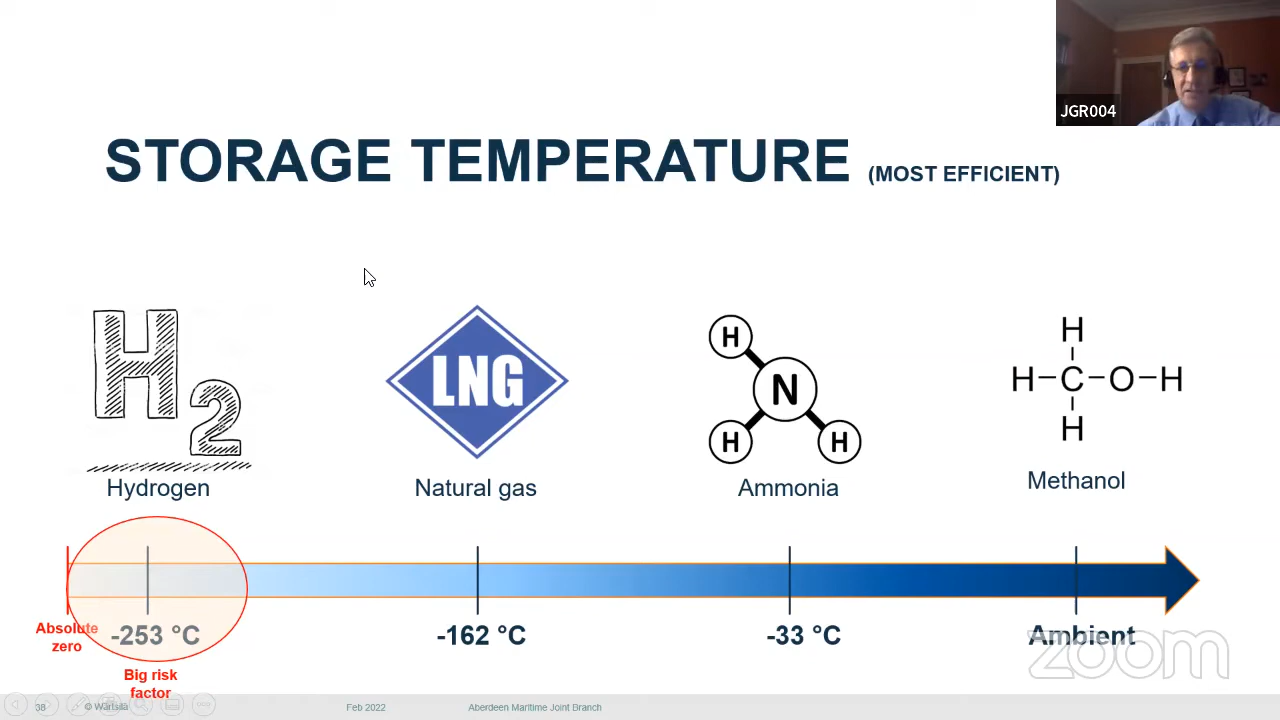 JGR004
STORAGE TEMPERATURE (MOST EFFICIENT)
H2
LNG
H
N
H H
H
H-C-O-H
H
Hydrogen
Natural gas
Ammonia
Methanol
Absolute
zero
-253 °C
-162 °C
-33 °C
Ambient
Big risk
factor
zoom
38
© Wärtsilä
Feb 2022
Aberdeen Maritime Joint Branch